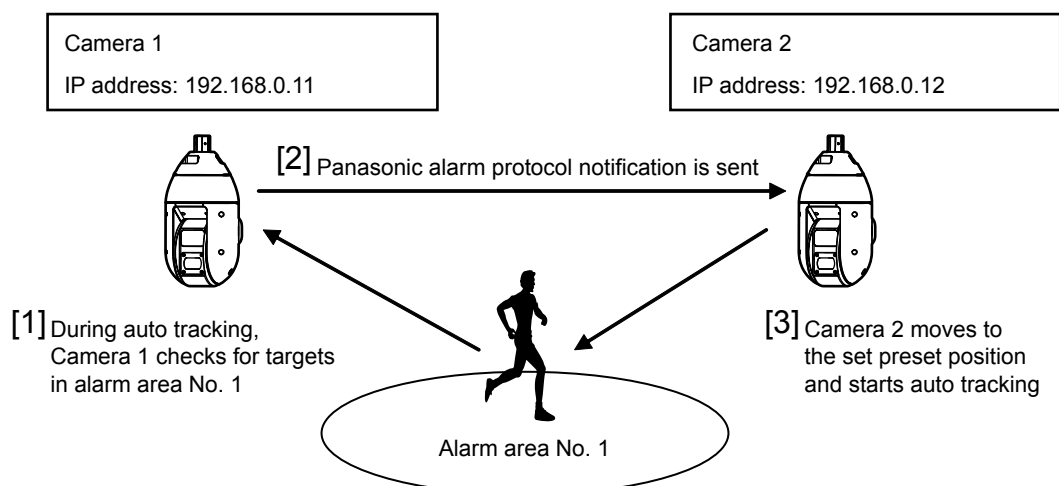 Camera 1
IP address: 192.168.0.11
Camera 2
IP address: 192.168.0.12
[2] Panasonic alarm protocol notification is sent
[1] During auto tracking,
Camera 1 checks for targets
in alarm area No. 1
[3] Camera 2 moves to
the set preset position
and starts auto tracking
Alarm area No. 1